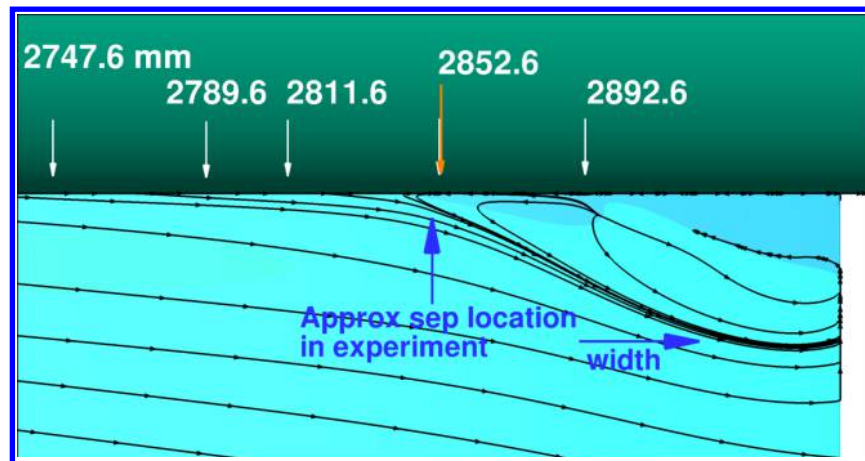 2747.6 mm
2789.6
2811.6
2852.6
2892.6
Approx sep location
in experiment
width